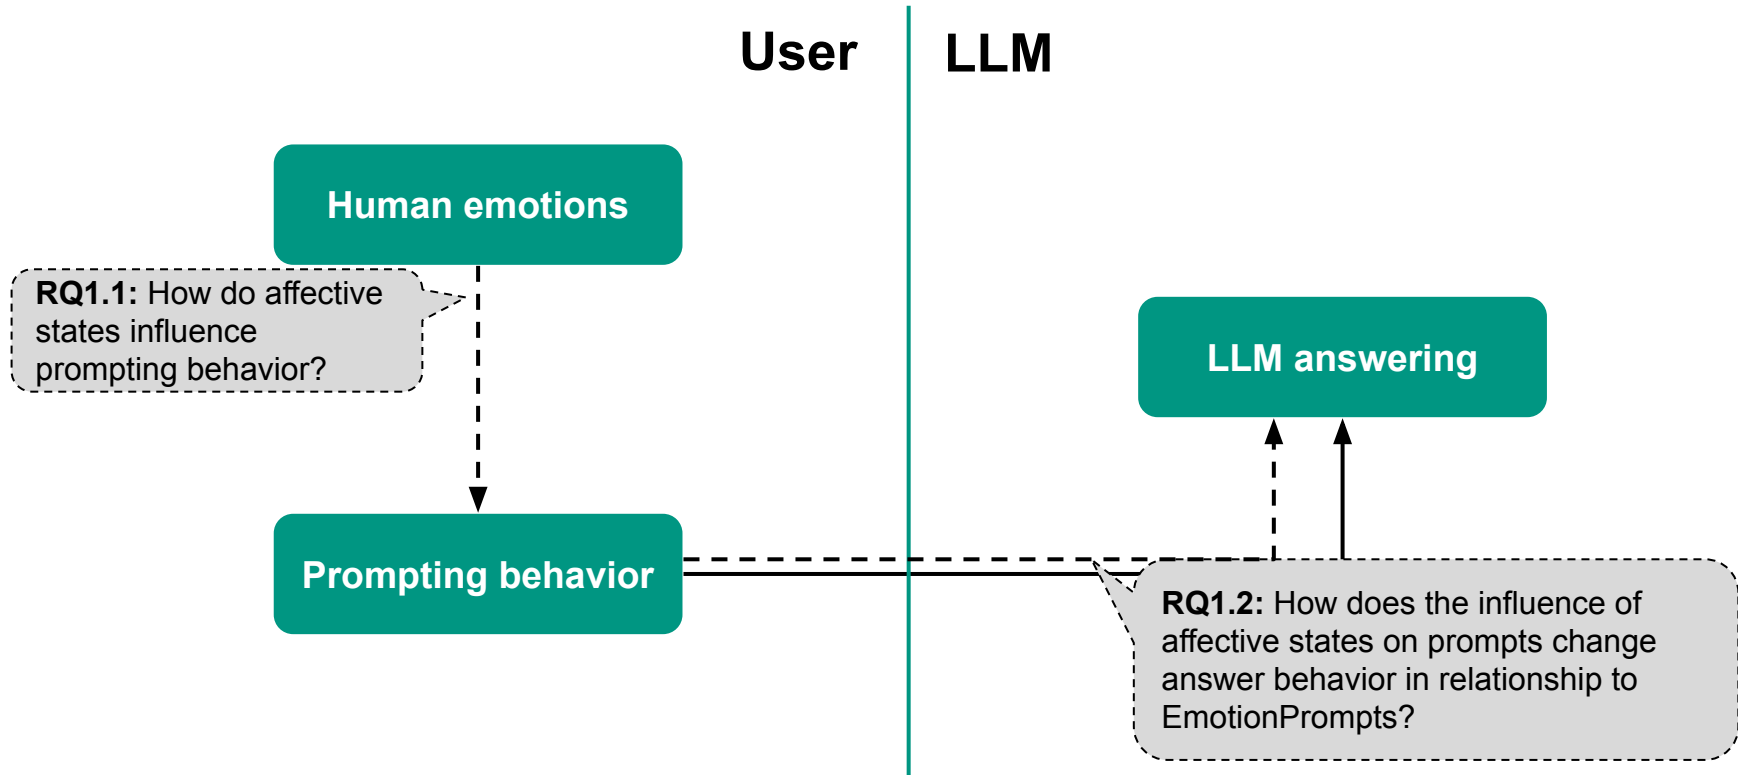 User
LLM
Human emotions
RQ1.1: How do affective
states influence
prompting behavior?
LLM answering
Prompting behavior
RQ1.2: How does the influence of
affective states on prompts change
answer behavior in relationship to
EmotionPrompts?